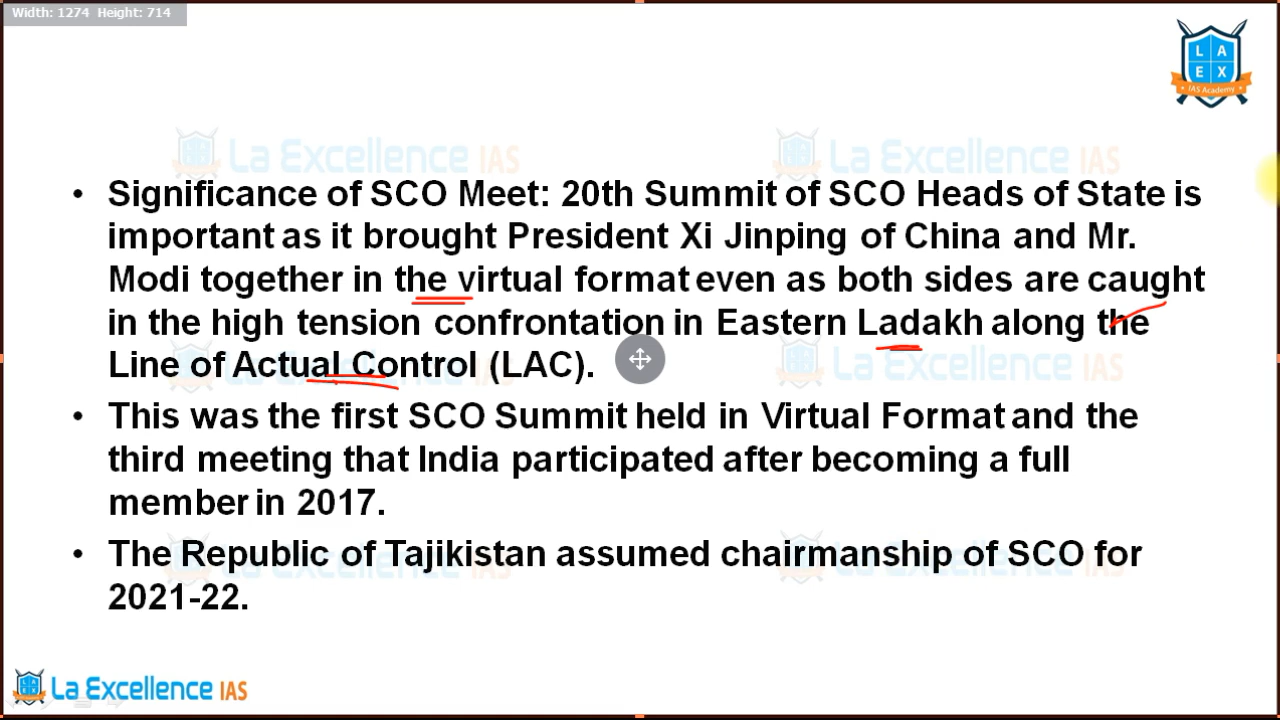 Width: 1274 Height: 714
L A
E X
IAS Academy
La Excellence IAS
La Excellence IAS
• Significance of SCO Meet: 20th Summit of SCO Heads of State is
important as it brought President Xi Jinping of China and Mr.
Modi together in the virtual format even as both sides are caught
in the high tension confrontation in Eastern Ladakh along the
Line of Actual Control (LAC).
La Excellence IAS
• This was the first SCO Summit held in Virtual Format and the
third meeting that India participated after becoming a full
member in 2017.
• The Republic of Tajikistan assumed chairmanship of SCO for
2021-22.
La Excellence IAS